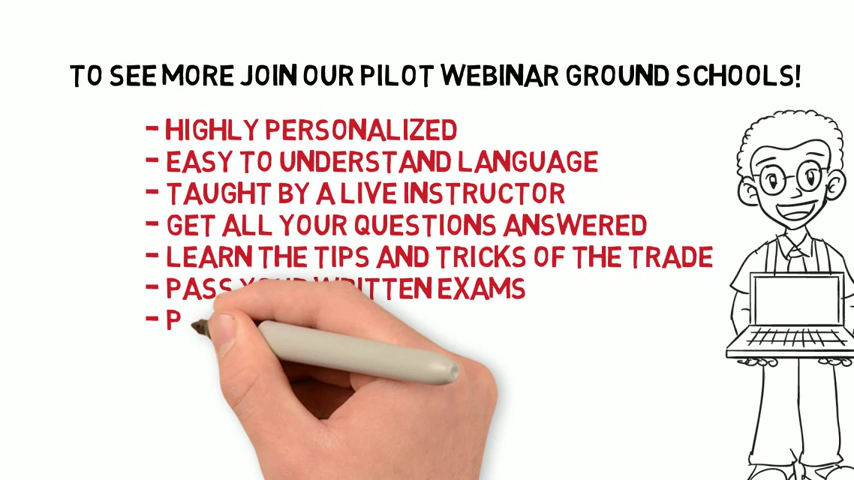 TO SEE MORE JOIN OUR PILOT WEBINAR GROUND SCHOOLS!
- HIGHLY PERSONALIZED
- EASY TO UNDERSTAND LANGUAGE
- TAUGHT BY A LIVE INSTRUCTOR
- GET ALL YOUR QUESTIONS ANSWERED
- LEARN THE TIPS AND TRICKS OF THE TRADE
- PASS YOUR WRITTEN EXAMS
- P